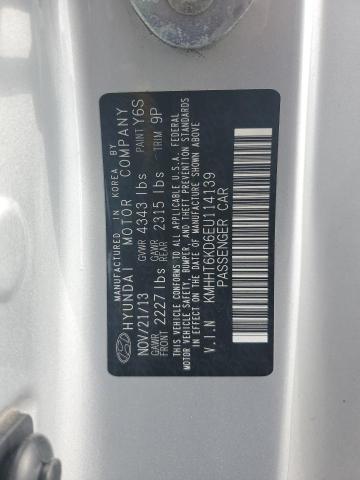 MANUFACTURED IN KOREA BY
HYUNDAI MOTOR COMPANY
NOV/21/13 GVWR 4343 lbs PAINT Y6S
GAWR FRONT 2227 lbs GAWR REAR 2315 lbs TRIM 9P
THIS VEHICLE CONFORMS TO ALL APPLICABLE U.S.A. FEDERAL
MOTOR VEHICLE SAFETY, BUMPER, AND THEFT PREVENTION STANDARDS
IN EFFECT ON THE DATE OF MANUFACTURE SHOWN ABOVE
V.I.N KMHHT6KD6EU114139
PASSENGER CAR